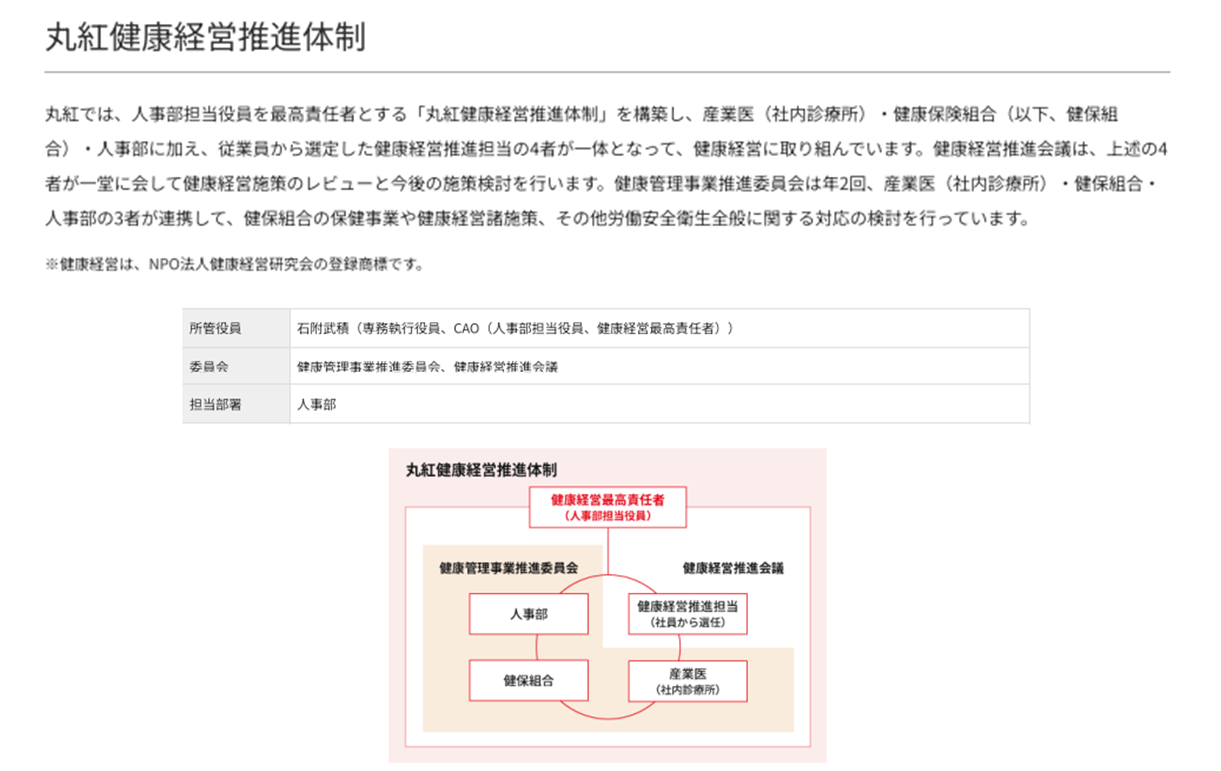 丸紅健康経営推進体制
丸紅では、人事部担当役員を最高責任者とする「丸紅健康経営推進体制」を構築し、産業医（社内診療所）・健康保険組合（以下、健保組
合）・人事部に加え、従業員から選定した健康経営推進担当の4者が一体となって、健康経営に取り組んでいます。健康経営推進会議は、上述の4
者が一堂に会して健康経営施策のレビューと今後の施策検討を行います。健康管理事業推進委員会は年2回、産業医（社内診療所）・健保組合・
人事部の3者が連携して、健保組合の保健事業や健康経営諸施策、その他労働安全衛生全般に関する対応の検討を行っています。
※健康経営は、NPO法人健康経営研究会の登録商標です。
所管役員 石附武積（専務執行役員、CAO（人事部担当役員、健康経営最高責任者））
委員会 健康管理事業推進委員会、健康経営推進会議
担当部署 人事部
丸紅健康経営推進体制
健康経営最高責任者
（人事部担当役員）
健康管理事業推進委員会 健康経営推進会議
人事部
健康経営推進担当
（社員から選任）
健保組合
産業医
（社内診療所）